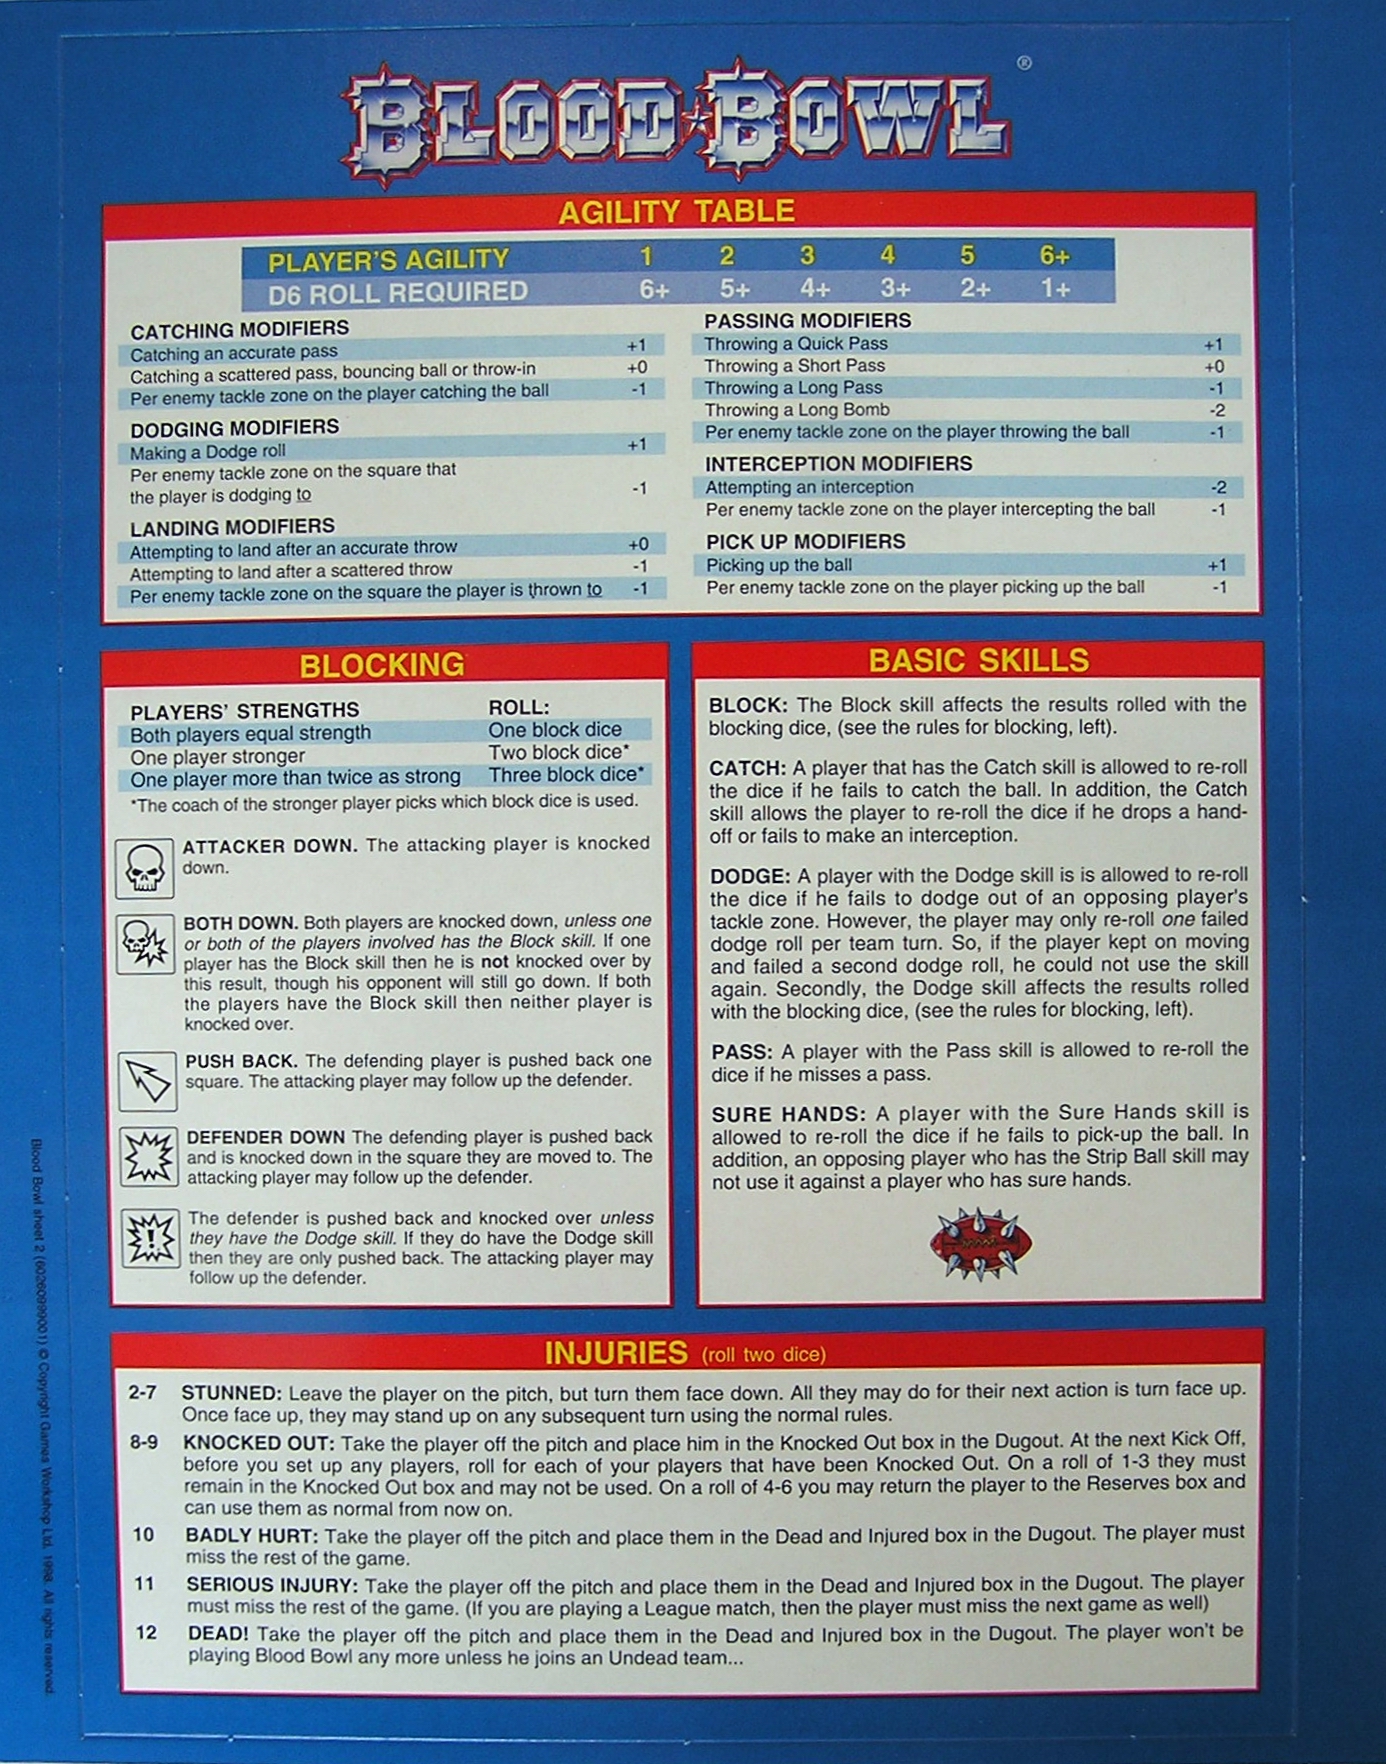 BLOOD BOWL ®
AGILITY TABLE
PLAYER'S AGILITY 1 2 3 4 5 6+
D6 ROLL REQUIRED 6+ 5+ 4+ 3+ 2+ 1+
CATCHING MODIFIERS
Catching an accurate pass +1
Catching a scattered pass, bouncing ball or throw-in +0
Per enemy tackle zone on the player catching the ball -1
DODGING MODIFIERS
Making a Dodge roll +1
Per enemy tackle zone on the square that
the player is dodging to -1
LANDING MODIFIERS
Attempting to land after an accurate throw +0
Attempting to land after a scattered throw -1
Per enemy tackle zone on the square the player is thrown to -1
PASSING MODIFIERS
Throwing a Quick Pass +1
Throwing a Short Pass +0
Throwing a Long Pass -1
Throwing a Long Bomb -2
Per enemy tackle zone on the player throwing the ball -1
INTERCEPTION MODIFIERS
Attempting an interception -2
Per enemy tackle zone on the player intercepting the ball -1
PICK UP MODIFIERS
Picking up the ball +1
Per enemy tackle zone on the player picking up the ball -1
BLOCKING
PLAYERS' STRENGTHS ROLL:
Both players equal strength One block dice
One player stronger Two block dice*
One player more than twice as strong Three block dice*
*The coach of the stronger player picks which block dice is used.
ATTACKER DOWN. The attacking player is knocked
down.
BOTH DOWN. Both players are knocked down, unless one
or both of the players involved has the Block skill. If one
player has the Block skill then he is not knocked over by
this result, though his opponent will still go down. If both
the players have the Block skill then neither player is
knocked over.
PUSH BACK. The defending player is pushed back one
square. The attacking player may follow up the defender.
DEFENDER DOWN The defending player is pushed back
and is knocked down in the square they are moved to. The
attacking player may follow up the defender.
The defender is pushed back and knocked over unless
they have the Dodge skill. If they do have the Dodge skill
then they are only pushed back. The attacking player may
follow up the defender.
BASIC SKILLS
BLOCK: The Block skill affects the results rolled with the
blocking dice, (see the rules for blocking, left).
CATCH: A player that has the Catch skill is allowed to re-roll
the dice if he fails to catch the ball. In addition, the Catch
skill allows the player to re-roll the dice if he drops a hand-
off or fails to make an interception.
DODGE: A player with the Dodge skill is is allowed to re-roll
the dice if he fails to dodge out of an opposing player's
tackle zone. However, the player may only re-roll one failed
dodge roll per team turn. So, if the player kept on moving
and failed a second dodge roll, he could not use the skill
again. Secondly, the Dodge skill affects the results rolled
with the blocking dice, (see the rules for blocking, left).
PASS: A player with the Pass skill is allowed to re-roll the
dice if he misses a pass.
SURE HANDS: A player with the Sure Hands skill is
allowed to re-roll the dice if he fails to pick-up the ball. In
addition, an opposing player who has the Strip Ball skill may
not use it against a player who has sure hands.
INJURIES (roll two dice)
2-7 STUNNED: Leave the player on the pitch, but turn them face down. All they may do for their next action is turn face up.
Once face up, they may stand up on any subsequent turn using the normal rules.
8-9 KNOCKED OUT: Take the player off the pitch and place him in the Knocked Out box in the Dugout. At the next Kick Off,
before you set up any players, roll for each of your players that have been Knocked Out. On a roll of 1-3 they must
remain in the Knocked Out box and may not be used. On a roll of 4-6 you may return the player to the Reserves box and
can use them as normal from now on.
10 BADLY HURT: Take the player off the pitch and place them in the Dead and Injured box in the Dugout. The player must
miss the rest of the game.
11 SERIOUS INJURY: Take the player off the pitch and place them in the Dead and Injured box in the Dugout. The player
must miss the rest of the game. (If you are playing a League match, then the player must miss the next game as well)
12 DEAD! Take the player off the pitch and place them in the Dead and Injured box in the Dugout. The player won't be
playing Blood Bowl any more unless he joins an Undead team...
Blood Bowl sheet 2 © Copyright Games Workshop Ltd. 1998. All rights reserved.